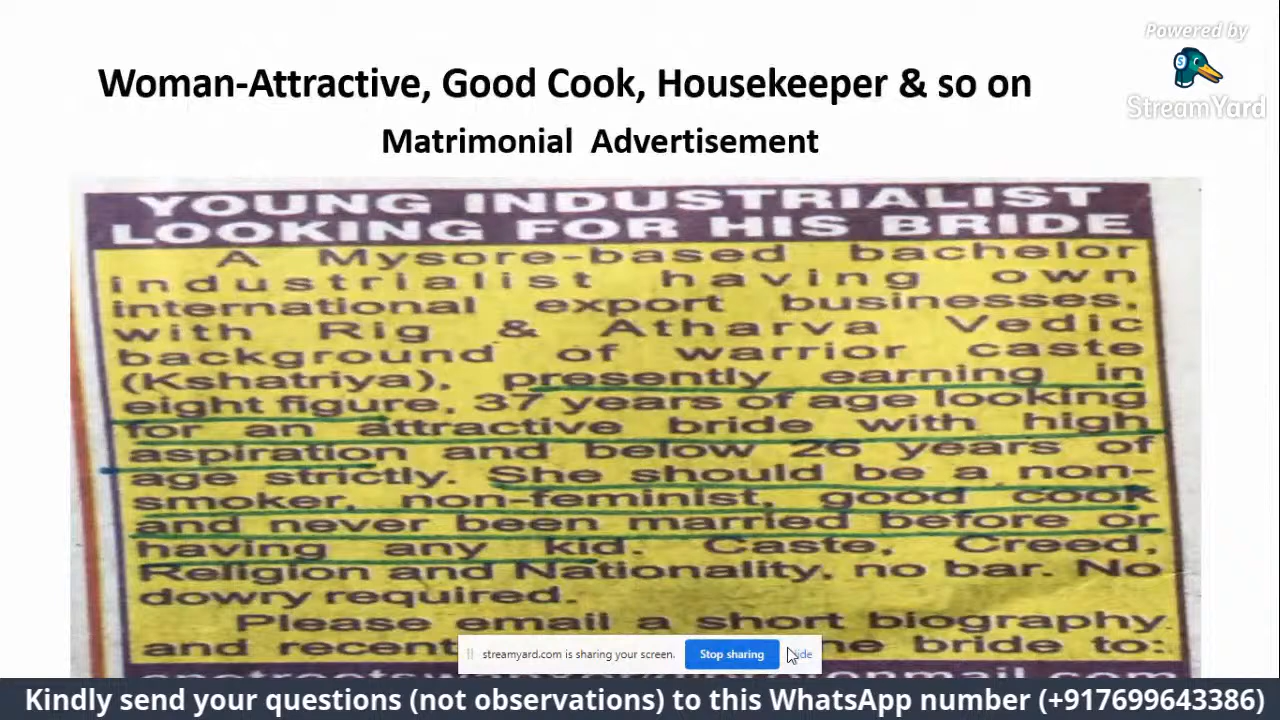 Powered by
StreamYard
Woman-Attractive, Good Cook, Housekeeper & so on
Matrimonial Advertisement
YOUNG INDUSTRIALIST
LOOKING FOR HIS BRIDE
A Mysore-based bachelor
industrialist having own
international export businesses,
with Rig & Atharva Vedic
background of warrior caste
(Kshatriya), presently earning in
eight figure, 37 years of age looking
for an attractive bride with high
aspiration and below 26 years of
age strictly. She should be a non-
smoker, non-feminist, good cook
and never been married before or
having any kid. Caste, Creed,
Religion and Nationality, no bar. No
dowry required.
Please email a short biography
and recent bride to:
streamyard.com is sharing your screen. Stop sharing
Kindly send your questions (not observations) to this WhatsApp number (+917699643386)